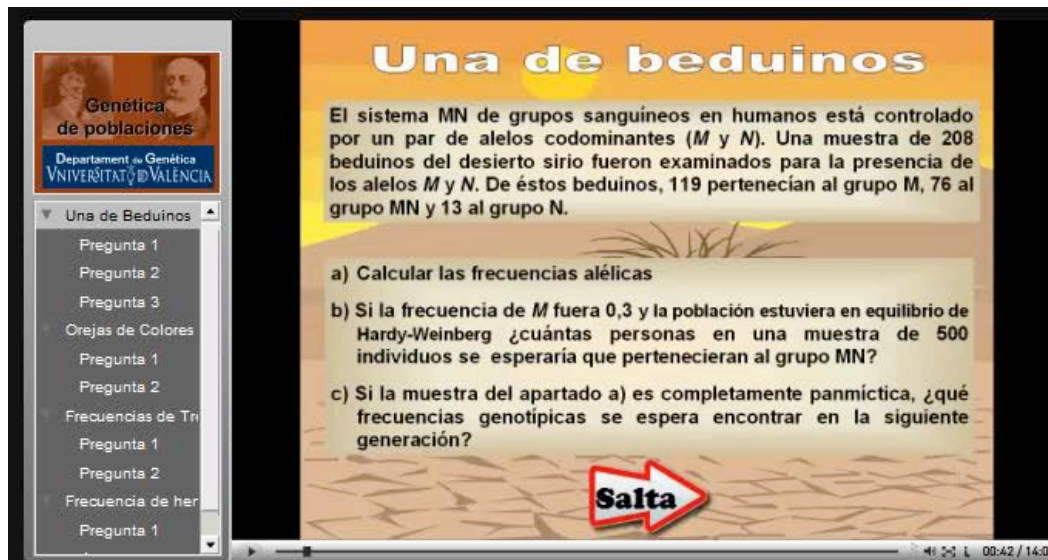 Genética
de poblaciones
Departament de Genética
VNIVERSITAT D VALÈNCIA
Una de Beduinos
Pregunta 1
Pregunta 2
Pregunta 3
Orejas de Colores
Pregunta 1
Pregunta 2
Frecuencias de Tr
Pregunta 1
Pregunta 2
Frecuencia de her
Pregunta 1
Una de beduinos
El sistema MN de grupos sanguíneos en humanos está controlado
por un par de alelos codominantes (M y N). Una muestra de 208
beduinos del desierto sirio fueron examinados para la presencia de
los alelos M y N. De éstos beduinos, 119 pertenecían al grupo M, 76 al
grupo MN y 13 al grupo N.
a) Calcular las frecuencias alélicas
b) Si la frecuencia de M fuera 0,3 y la población estuviera en equilibrio de
Hardy-Weinberg ¿cuántas personas en una muestra de 500
individuos se esperaría que pertenecieran al grupo MN?
c) Si la muestra del apartado a) es completamente panmíctica, ¿qué
frecuencias genotípicas se espera encontrar en la siguiente
generación?
Salta
00:42 / 14:0